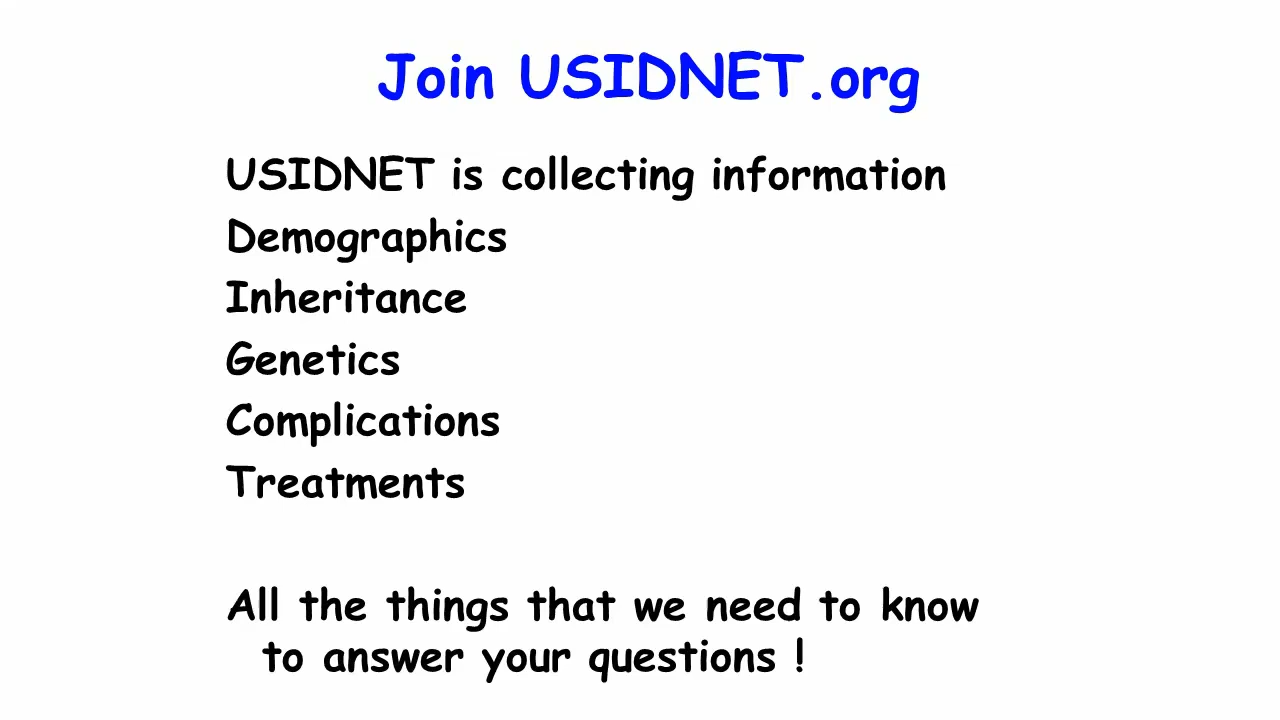 Join USIDNET.org
USIDNET is collecting information
Demographics
Inheritance
Genetics
Complications
Treatments
All the things that we need to know
to answer your questions !